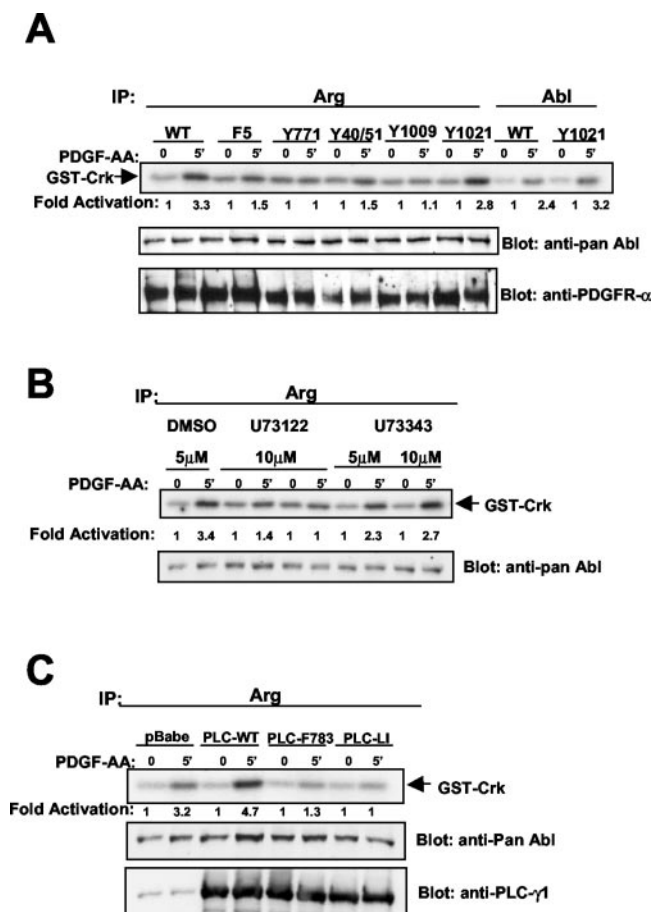 A
IP: Arg Abl
WT F5 Y771 Y40/51 Y1009 Y1021 WT Y1021
PDGF-AA: 0 5' 0 5' 0 5' 0 5' 0 5' 0 5' 0 5' 0 5'
GST-Crk
Fold Activation: 1 3.3 1 1.5 1 1 1 1.5 1 1.1 1 2.8 1 2.4 1 3.2
Blot: anti-pan Abl
Blot: anti-PDGFR-α
B
IP: Arg
DMSO U73122 U73343
5μM 10μM 5μM 10μM
PDGF-AA: 0 5' 0 5' 0 5' 0 5' 0 5'
GST-Crk
Fold Activation: 1 3.4 1 1.4 1 1 1 2.3 1 2.7
Blot: anti-pan Abl
C
IP: Arg
pBabe PLC-WT PLC-F783 PLC-LI
PDGF-AA: 0 5' 0 5' 0 5' 0 5'
GST-Crk
Fold Activation: 1 3.2 1 4.7 1 1.3 1 1
Blot: anti-Pan Abl
Blot: anti-PLC-γ1